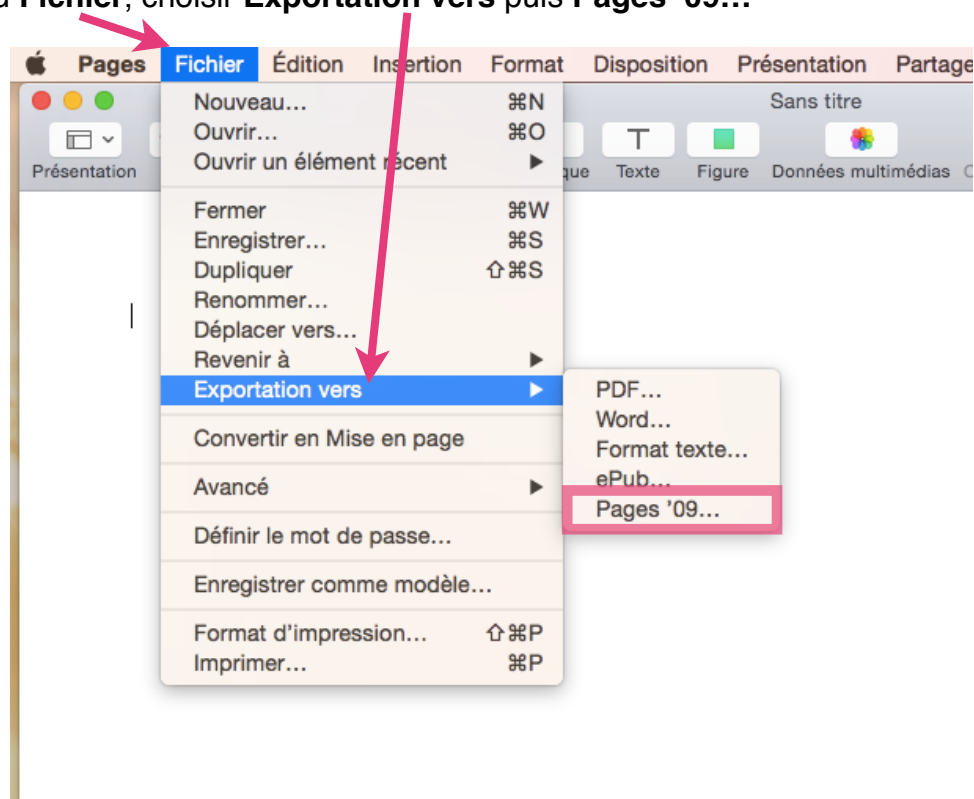 Fichier, choisir Exportation vers puis Pages '09…
Pages Fichier Édition Insertion Format Disposition Présentation Partage
Sans titre
Présentation Texte Figure Données multimédias
Nouveau… ⌘N
Ouvrir… ⌘O
Ouvrir un élément récent ▶
Fermer ⌘W
Enregistrer… ⌘S
Dupliquer ⇧⌘S
Renommer…
Déplacer vers…
Revenir à ▶
Exportation vers ▶
PDF…
Word…
Format texte…
ePub…
Pages ’09…
Convertir en Mise en page
Avancé ▶
Définir le mot de passe…
Enregistrer comme modèle…
Format d’impression… ⇧⌘P
Imprimer… ⌘P